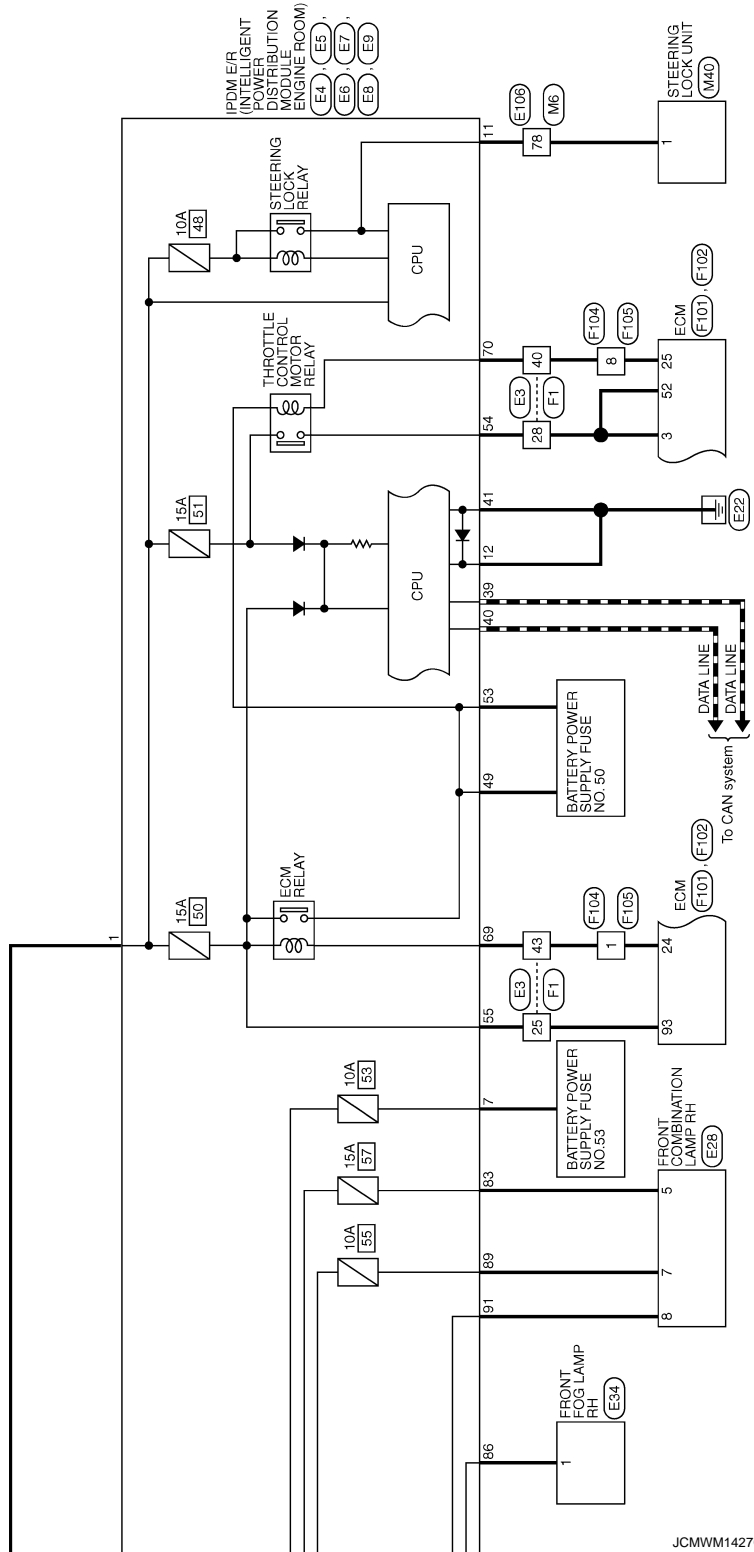 IPDM E/R
(INTELLIGENT
POWER
DISTRIBUTION
MODULE
ENGINE ROOM)
E4 , E5 ,
E6 , E7 ,
E8 , E9
1
15A
50
15A
51
10A
48
ECM
RELAY
THROTTLE
CONTROL
MOTOR
RELAY
STEERING
LOCK
RELAY
10A
55
15A
57
10A
53
CPU
CPU
86
91
89
83
7
55
69
49
53
40
39
12
41
54
70
11
E3
F1
25
43
F104
1
F105
E3
F1
28
40
F104
8
F105
E106
78
M6
1
FRONT
FOG LAMP
RH
E34
8
7
5
FRONT
COMBINATION
LAMP RH
E28
BATTERY POWER
SUPPLY FUSE
NO.53
93
24
ECM
F101 , F102
BATTERY POWER
SUPPLY FUSE
NO. 50
DATA LINE
DATA LINE
To CAN system
E22
3
52
25
ECM
F101 , F102
1
STEERING
LOCK UNIT
M40
JCMWM1427